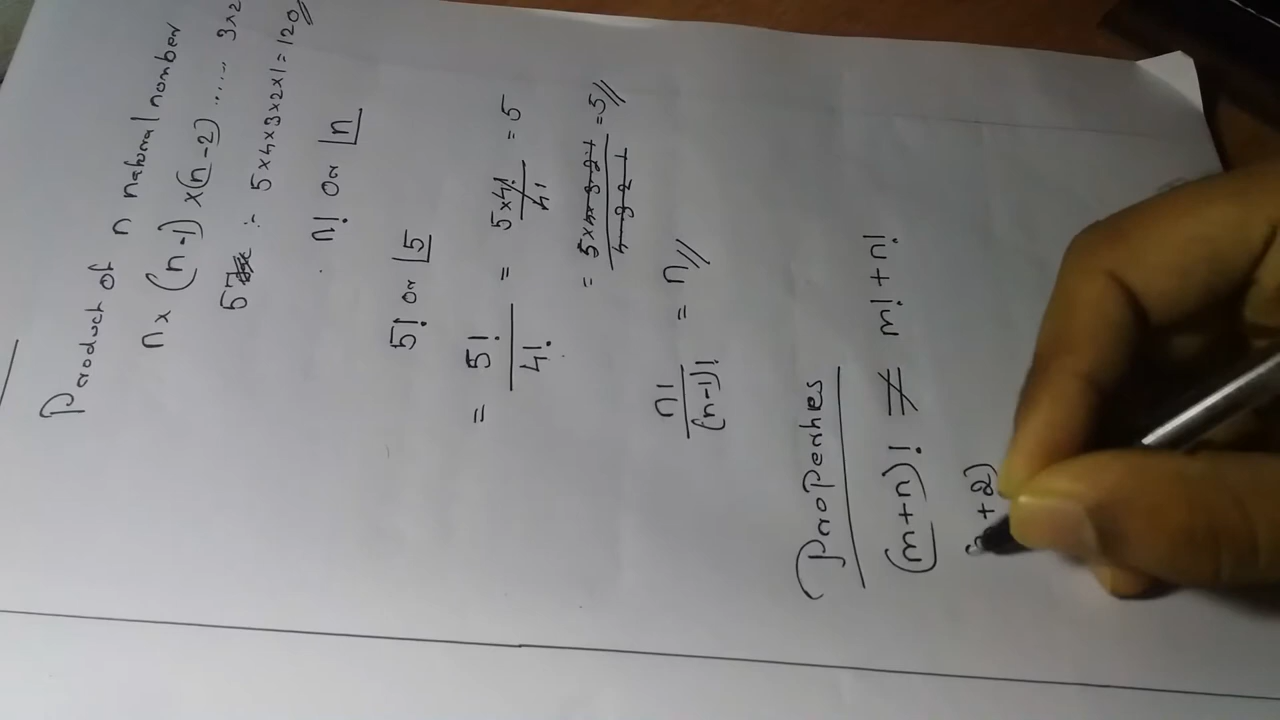 Product of n natural number
n x (n-1) x (n-2) ..... 3x2
5 :- 5x4x3x2x1 = 120//
n! or |n
5! or |5
= 5!/4! = 5x4!/4! = 5
= 5x4x3x2x1/4x3x2x1 = 5//
n!/(n-1)! = n//
Properties
(m+n)! ≠ m! + n!
+2)